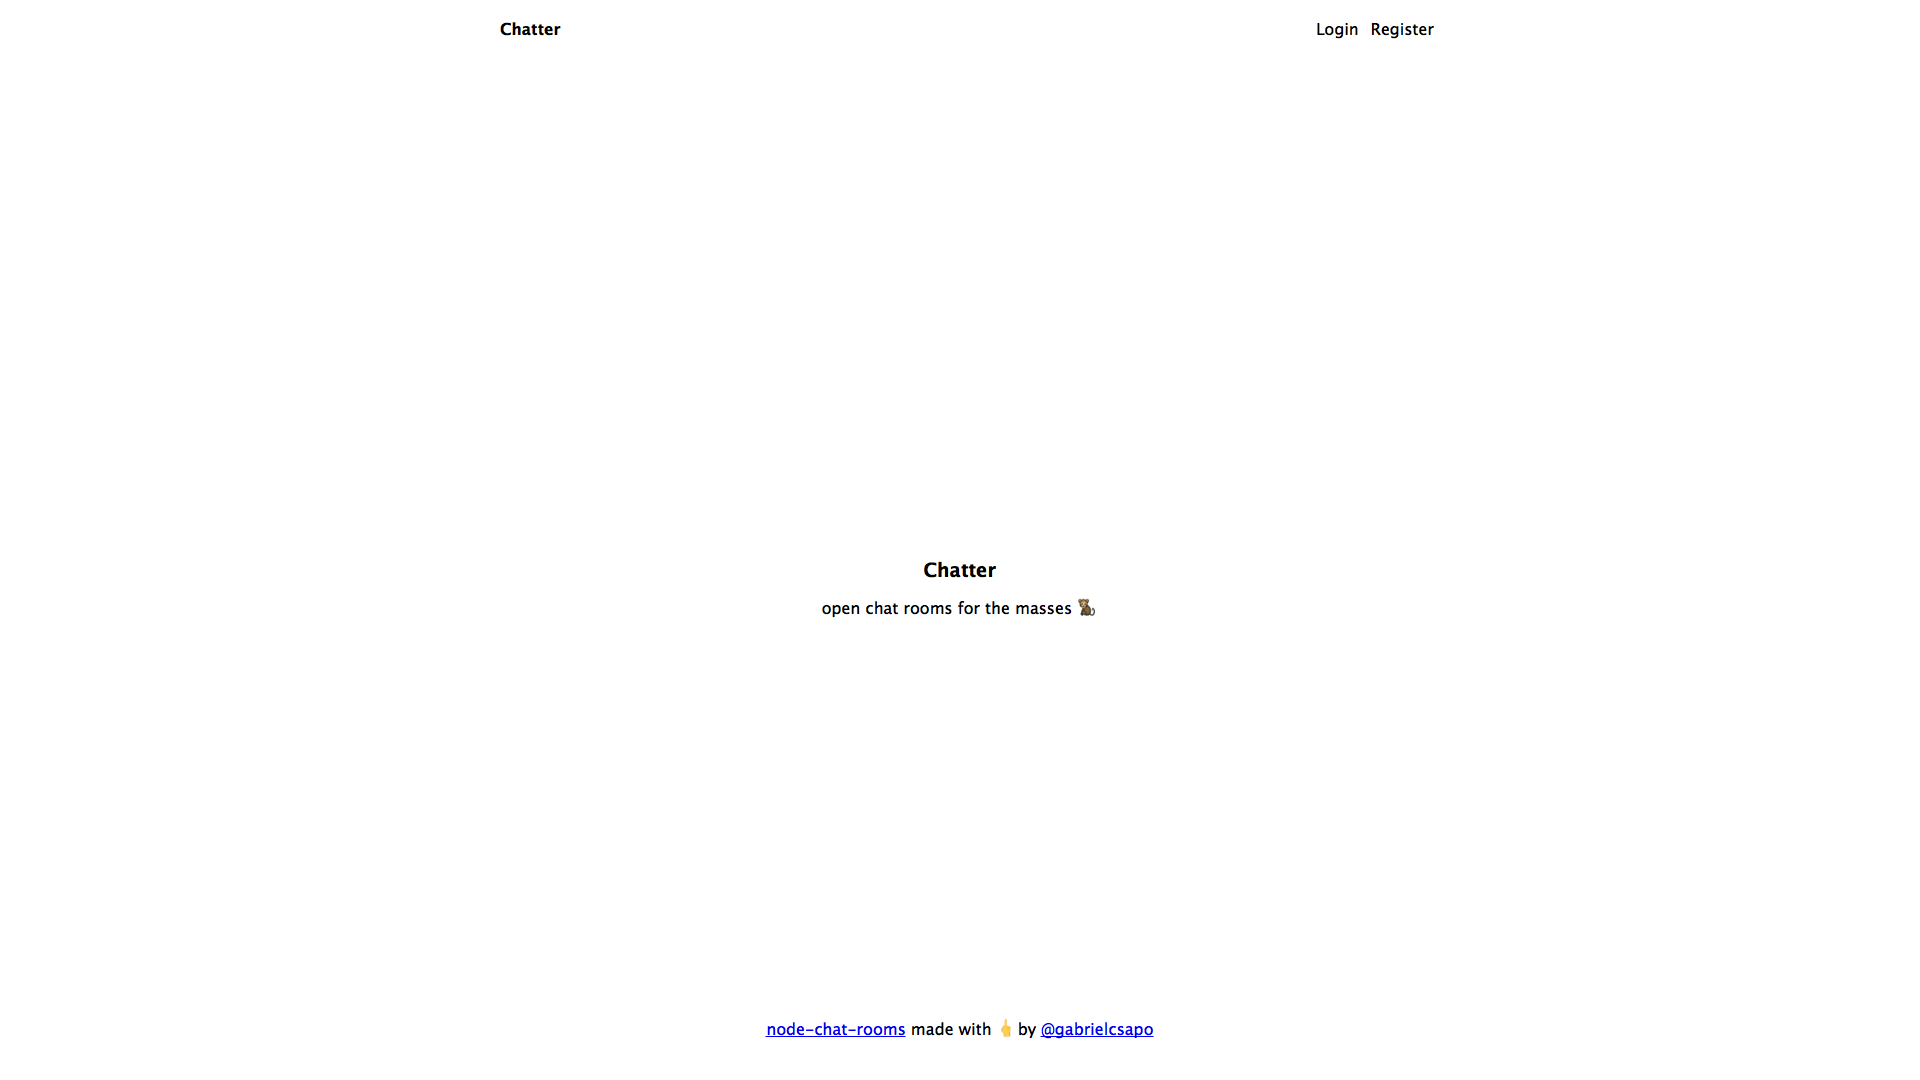 Chatter Login Register
Chatter
open chat rooms for the masses 🐒
node-chat-rooms made with 🖕 by @gabrielcsapo